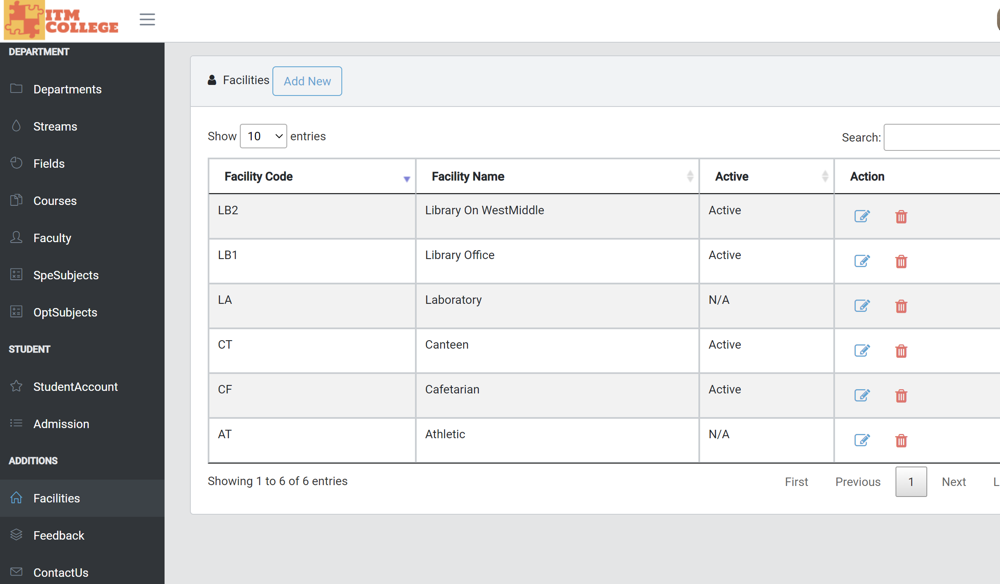 ITM
COLLEGE
DEPARTMENT
Departments
Streams
Fields
Courses
Faculty
SpeSubjects
OptSubjects
STUDENT
StudentAccount
Admission
ADDITIONS
Facilities
Feedback
ContactUs
Facilities Add New
Show 10 entries Search:
Facility Code Facility Name Active Action
LB2 Library On WestMiddle Active
LB1 Library Office Active
LA Laboratory N/A
CT Canteen Active
CF Cafetarian Active
AT Athletic N/A
Showing 1 to 6 of 6 entries First Previous 1 Next